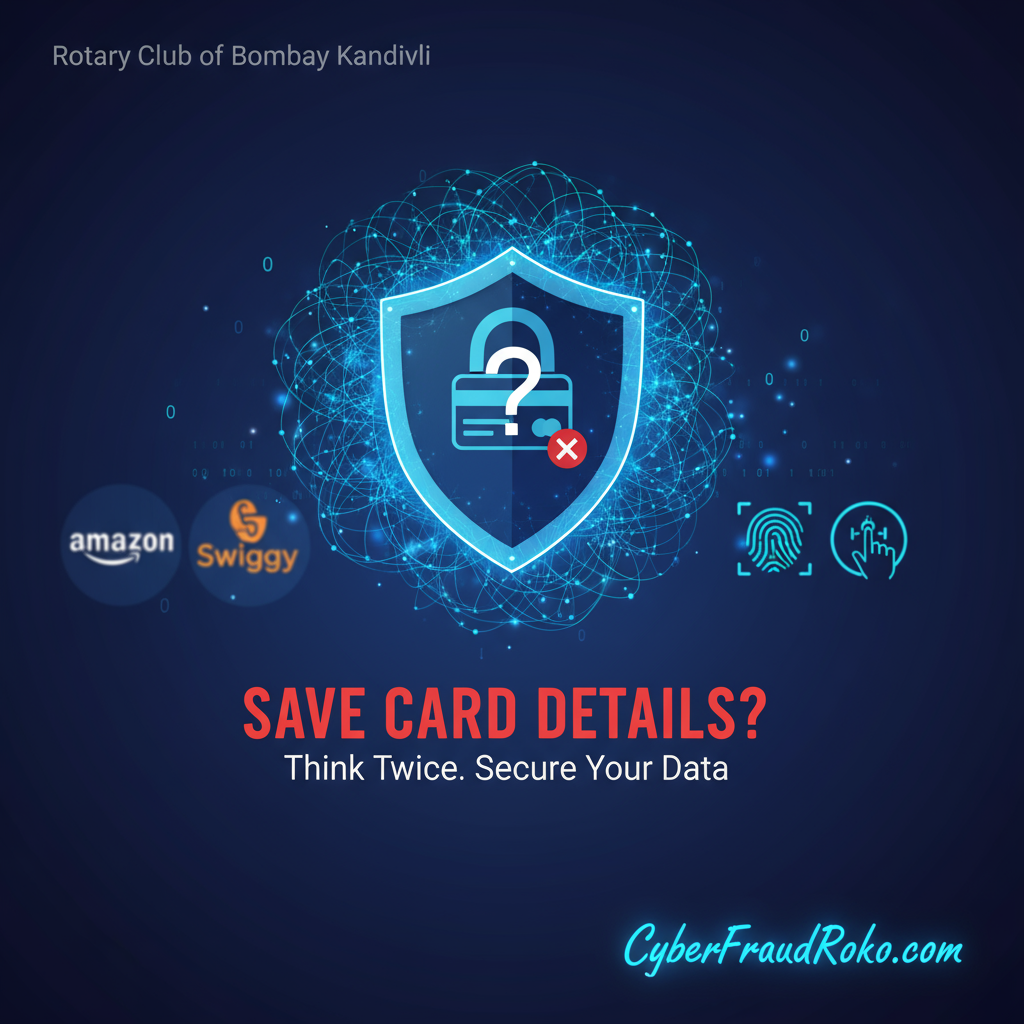 Rotary Club of Bombay Kandivli
?
amazon
Swiggy
SAVE CARD DETAILS?
Think Twice. Secure Your Data
CyberFraudRoko.com